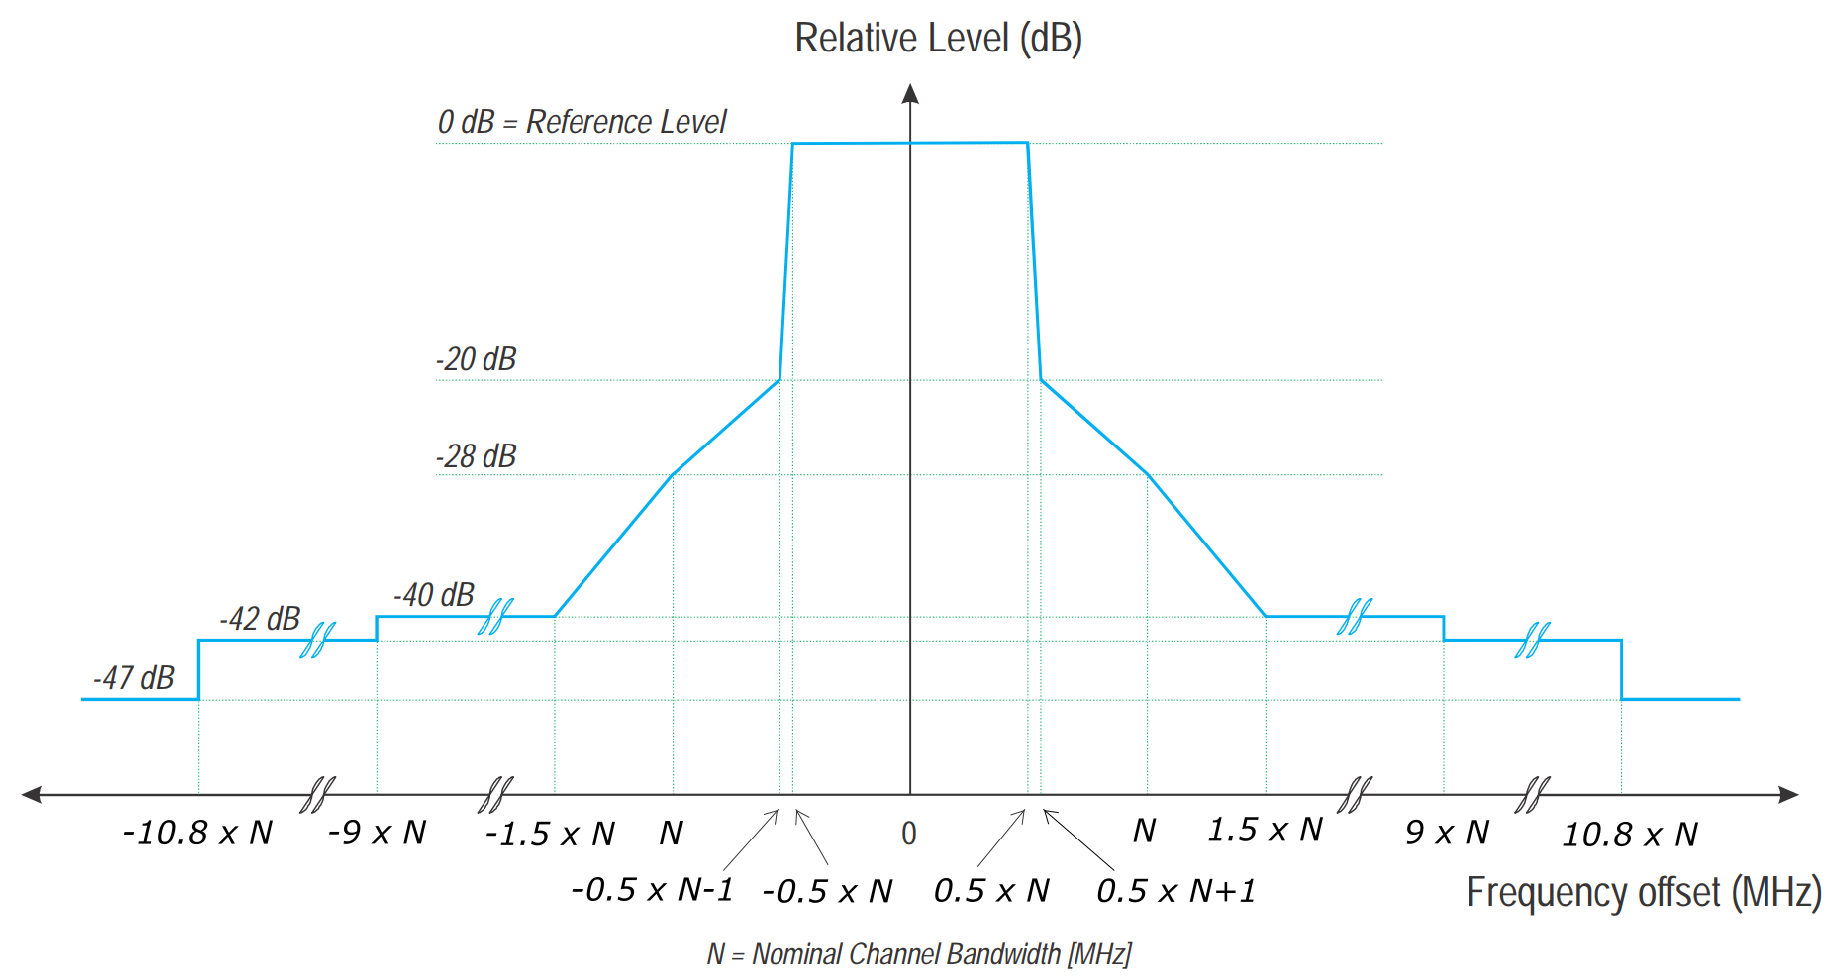 Relative Level (dB)
0 dB = Reference Level
-20 dB
-28 dB
-40 dB
-42 dB
-47 dB
-10.8 x N -9 x N -1.5 x N N 0 N 1.5 x N 9 x N 10.8 x N
-0.5 x N-1 -0.5 x N 0.5 x N 0.5 x N+1
Frequency offset (MHz)
N = Nominal Channel Bandwidth [MHz]